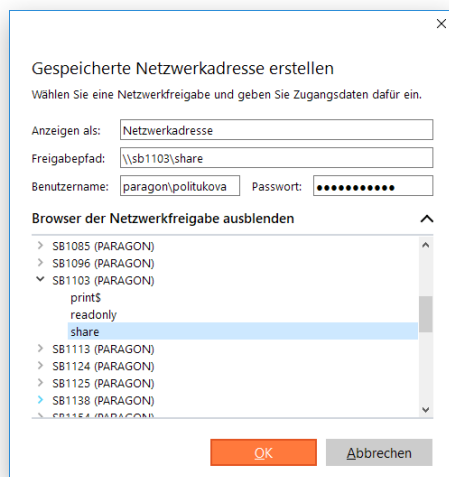 Gespeicherte Netzwerkadresse erstellen
Wählen Sie eine Netzwerkfreigabe und geben Sie Zugangsdaten dafür ein.
Anzeigen als: Netzwerkadresse
Freigabepfad: \\sb1103\share
Benutzername: paragon\politukova Passwort: ●●●●●●●●●●●
Browser der Netzwerkfreigabe ausblenden
SB1085 (PARAGON)
SB1096 (PARAGON)
SB1103 (PARAGON)
print$
readonly
share
SB1113 (PARAGON)
SB1124 (PARAGON)
SB1125 (PARAGON)
SB1138 (PARAGON)
SB1154 (PARAGON)
OK Abbrechen